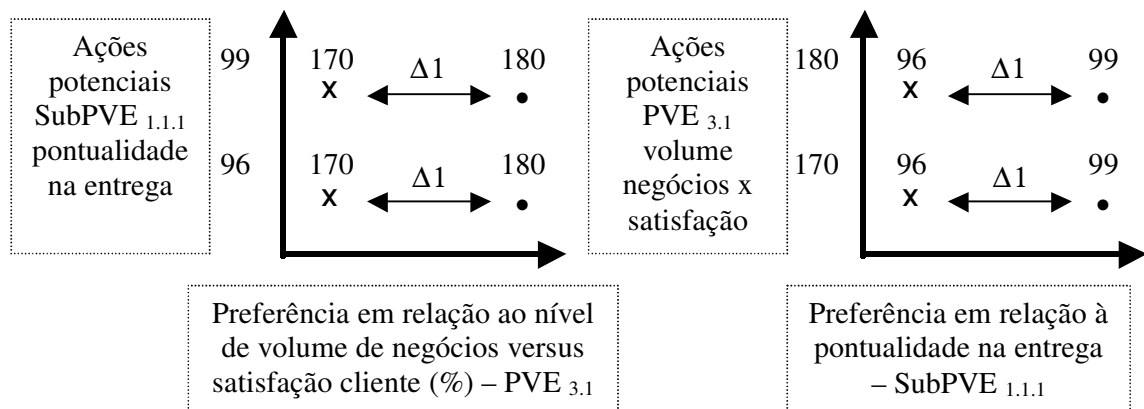 Ações
potenciais
SubPVE 1.1.1
pontualidade
na entrega
99
170
180
x
Δ1
•
96
170
180
x
Δ1
•
Preferência em relação ao nível
de volume de negócios versus
satisfação cliente (%) – PVE 3.1
Ações
potenciais
PVE 3.1
volume
negócios x
satisfação
180
96
99
x
Δ1
•
170
96
99
x
Δ1
•
Preferência em relação à
pontualidade na entrega
– SubPVE 1.1.1